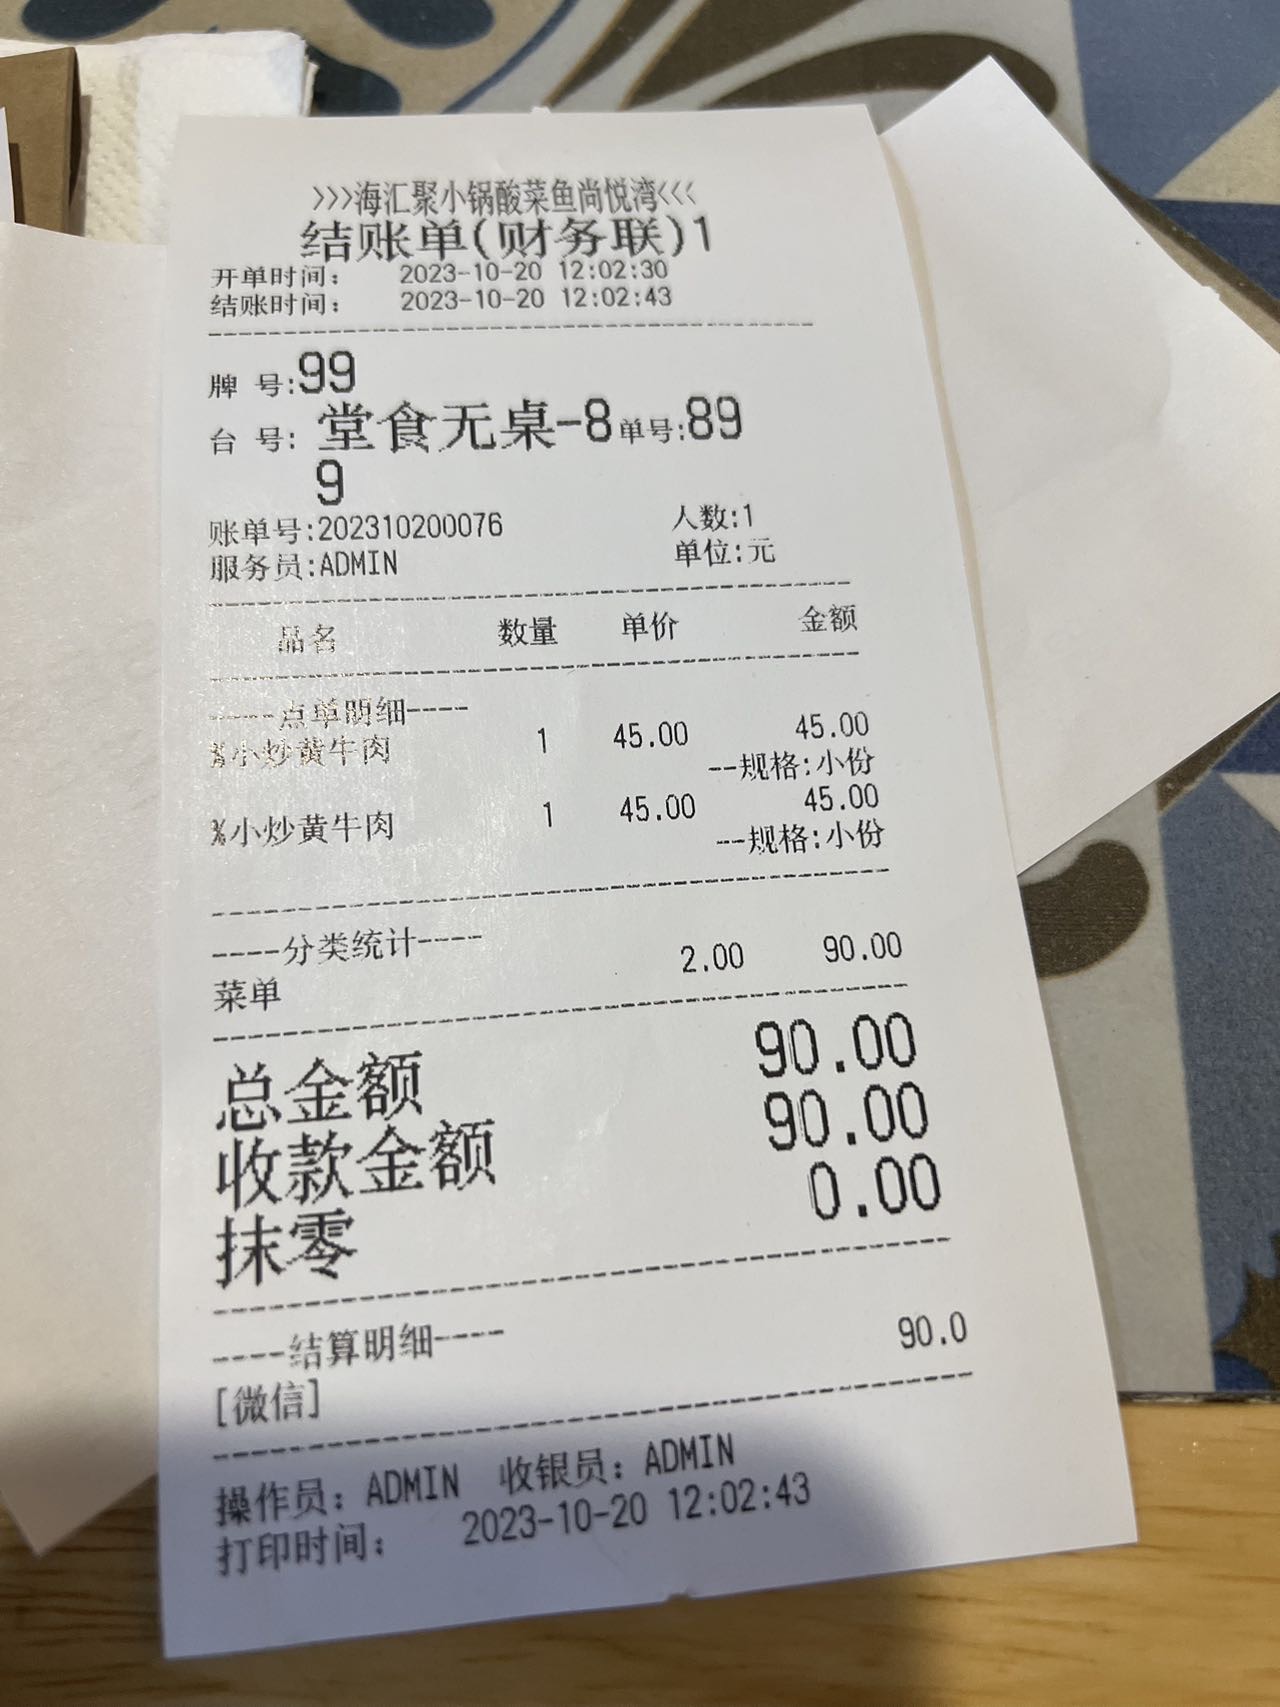 >>>海汇聚小锅酸菜鱼尚悦湾<<<
结账单(财务联)1
开单时间： 2023-10-20 12:02:30
结账时间： 2023-10-20 12:02:43
牌 号:99
台 号: 堂食无桌-8单号:89
9
账单号:202310200076 人数:1
服务员:ADMIN 单位:元
品名 数量 单价 金额
----点单明细----
%小炒黄牛肉 1 45.00 45.00
--规格:小份
%小炒黄牛肉 1 45.00 45.00
--规格:小份
----分类统计----
菜单 2.00 90.00
总金额 90.00
收款金额 90.00
抹零 0.00
----结算明细----
[微信] 90.0
操作员：ADMIN 收银员：ADMIN
打印时间： 2023-10-20 12:02:43